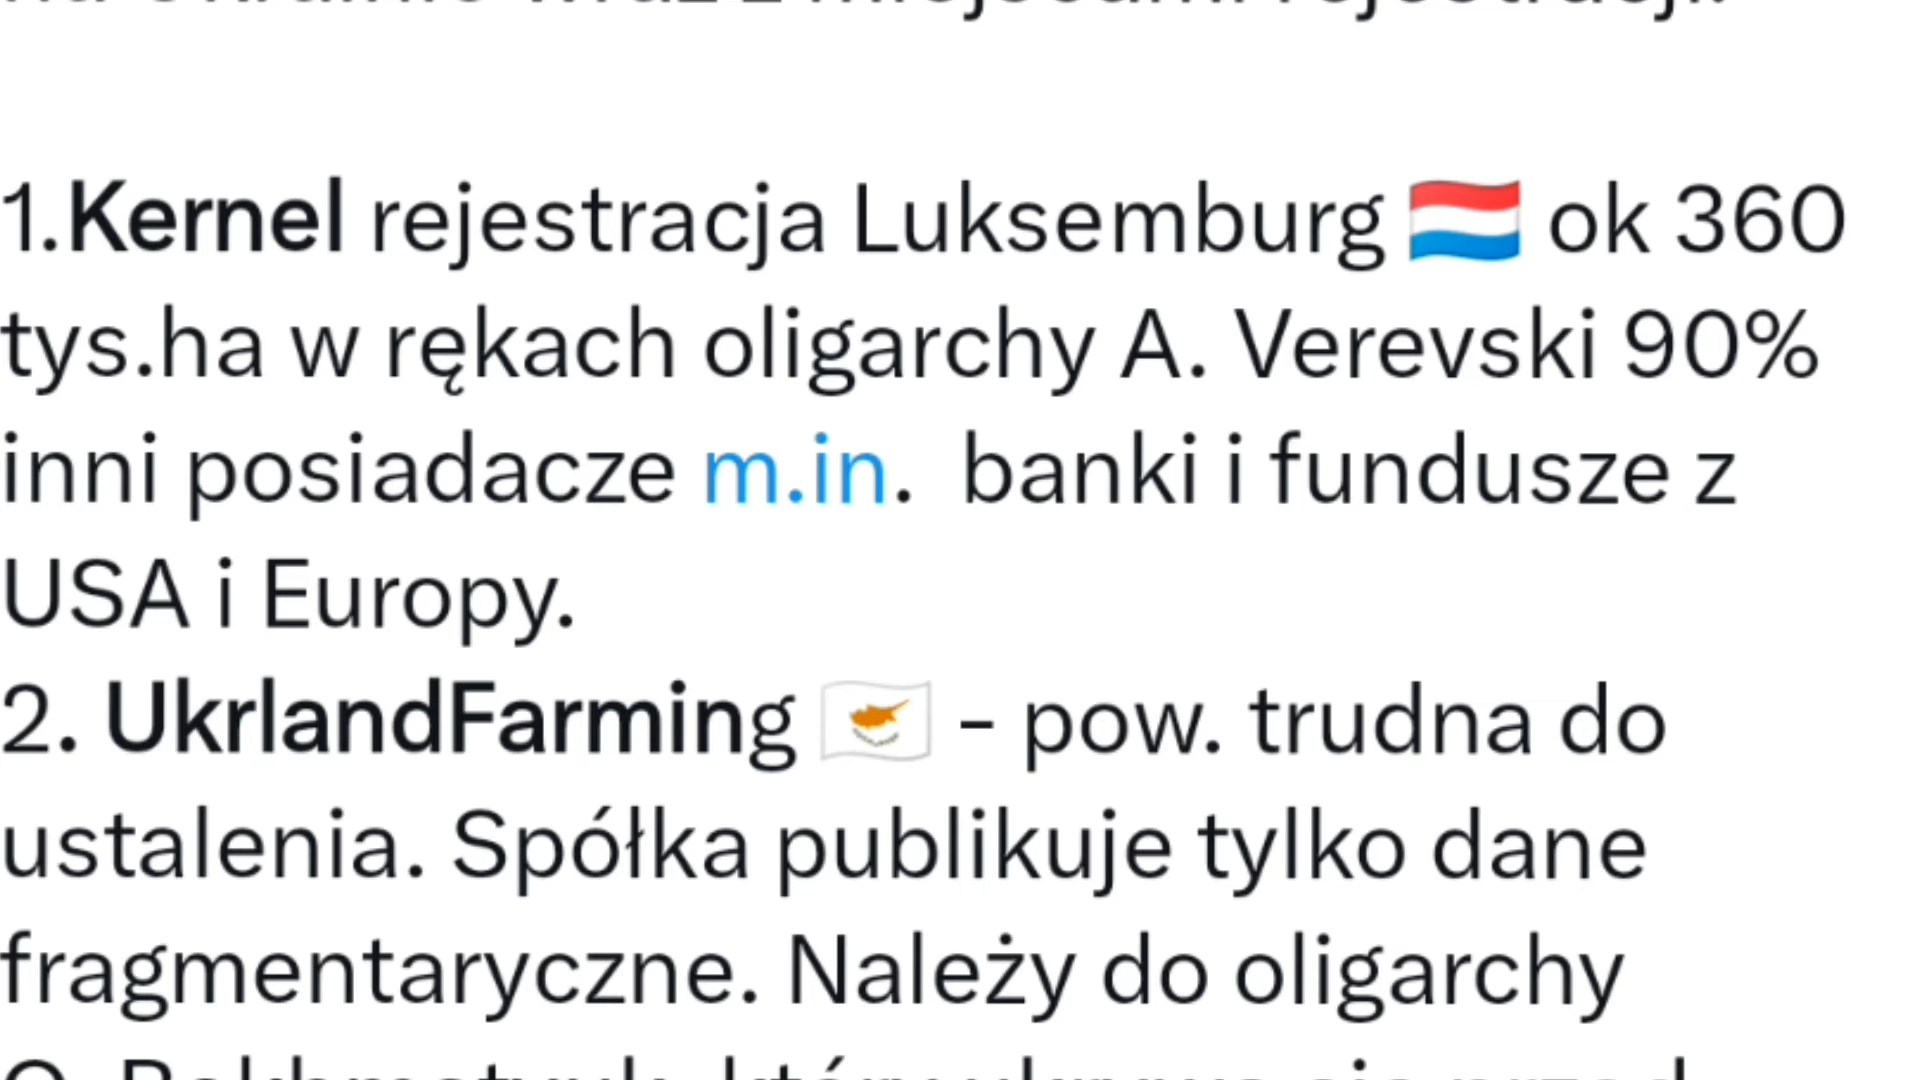 1.Kernel rejestracja Luksemburg 🇱🇺 ok 360
tys.ha w rękach oligarchy A. Verevski 90%
inni posiadacze m.in.  banki i fundusze z
USA i Europy.
2. UkrlandFarming 🇨🇾 - pow. trudna do
ustalenia. Spółka publikuje tylko dane
fragmentaryczne. Należy do oligarchy